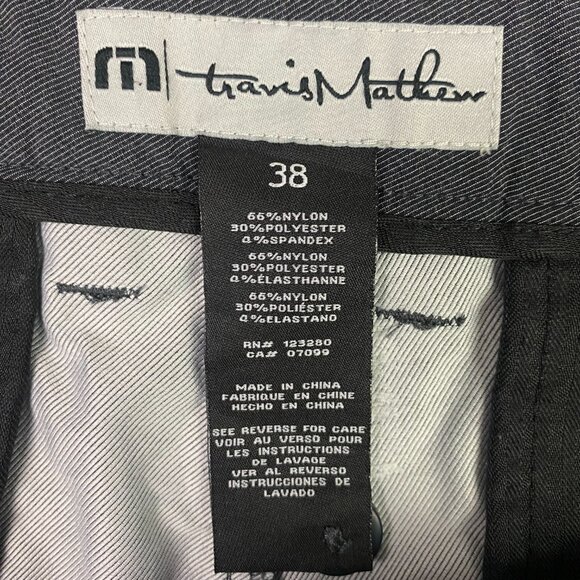 travisMathew
38
66%NYLON
30%POLYESTER
4%SPANDEX
66%NYLON
30%POLYESTER
4%ÉLASTHANNE
66%NYLON
30%POLIÉSTER
4%ELASTANO
RN# 123280
CA# 07099
MADE IN CHINA
FABRIQUE EN CHINE
HECHO EN CHINA
SEE REVERSE FOR CARE
VOIR AU VERSO POUR
LES INSTRUCTIONS
DE LAVAGE
VER AL REVERSO
INSTRUCCIONES DE
LAVADO